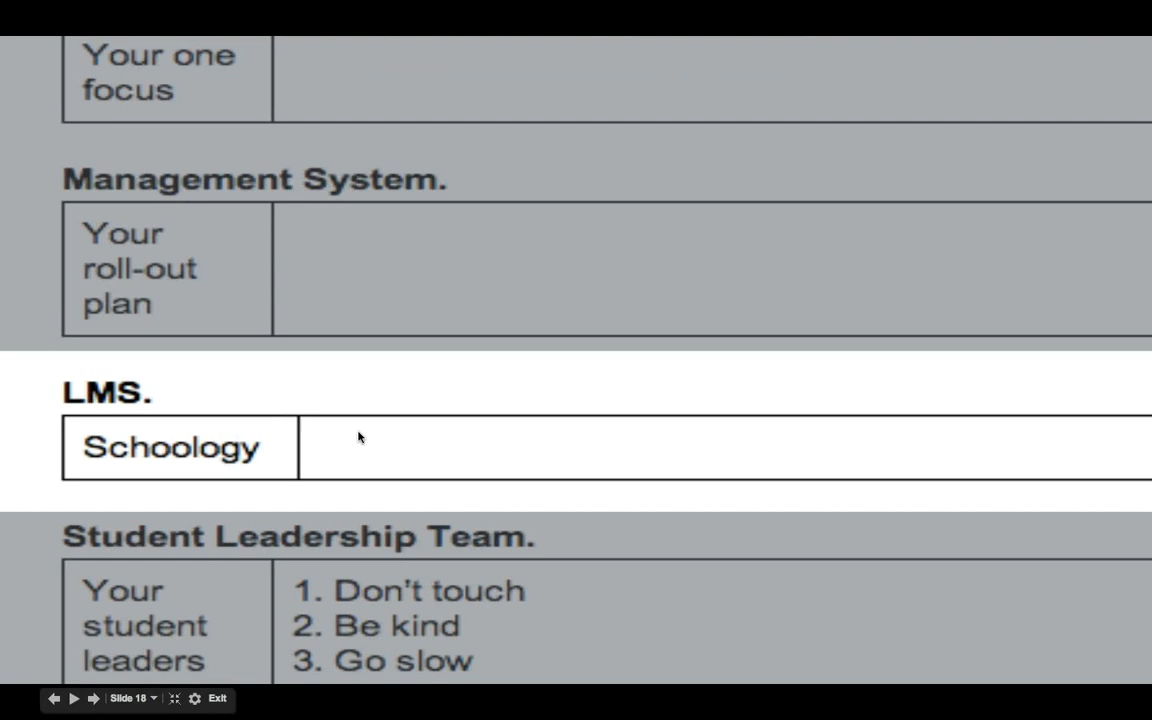 Your one
focus
Management System.
Your
roll-out
plan
LMS.
Schoology
Student Leadership Team.
Your
student
leaders
1. Don't touch
2. Be kind
3. Go slow
Slide 18
Exit